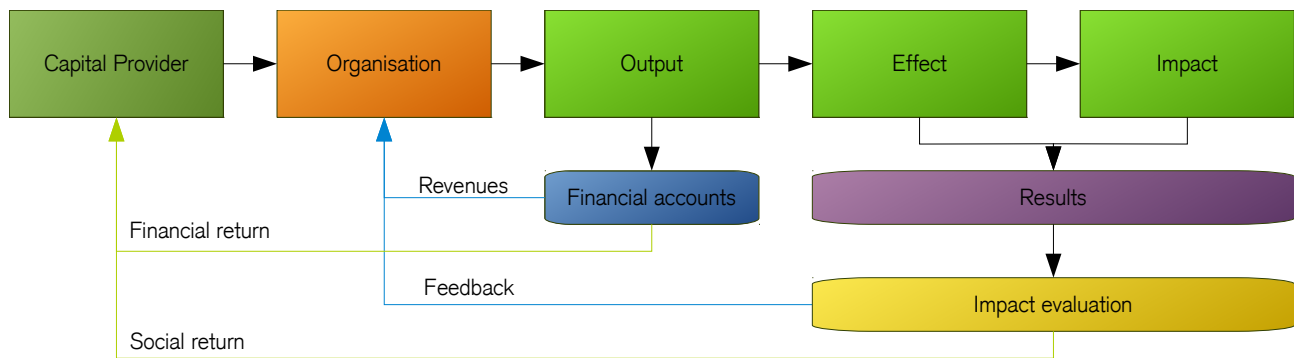 Capital Provider
Organisation
Output
Effect
Impact
Revenues
Financial accounts
Results
Financial return
Feedback
Impact evaluation
Social return